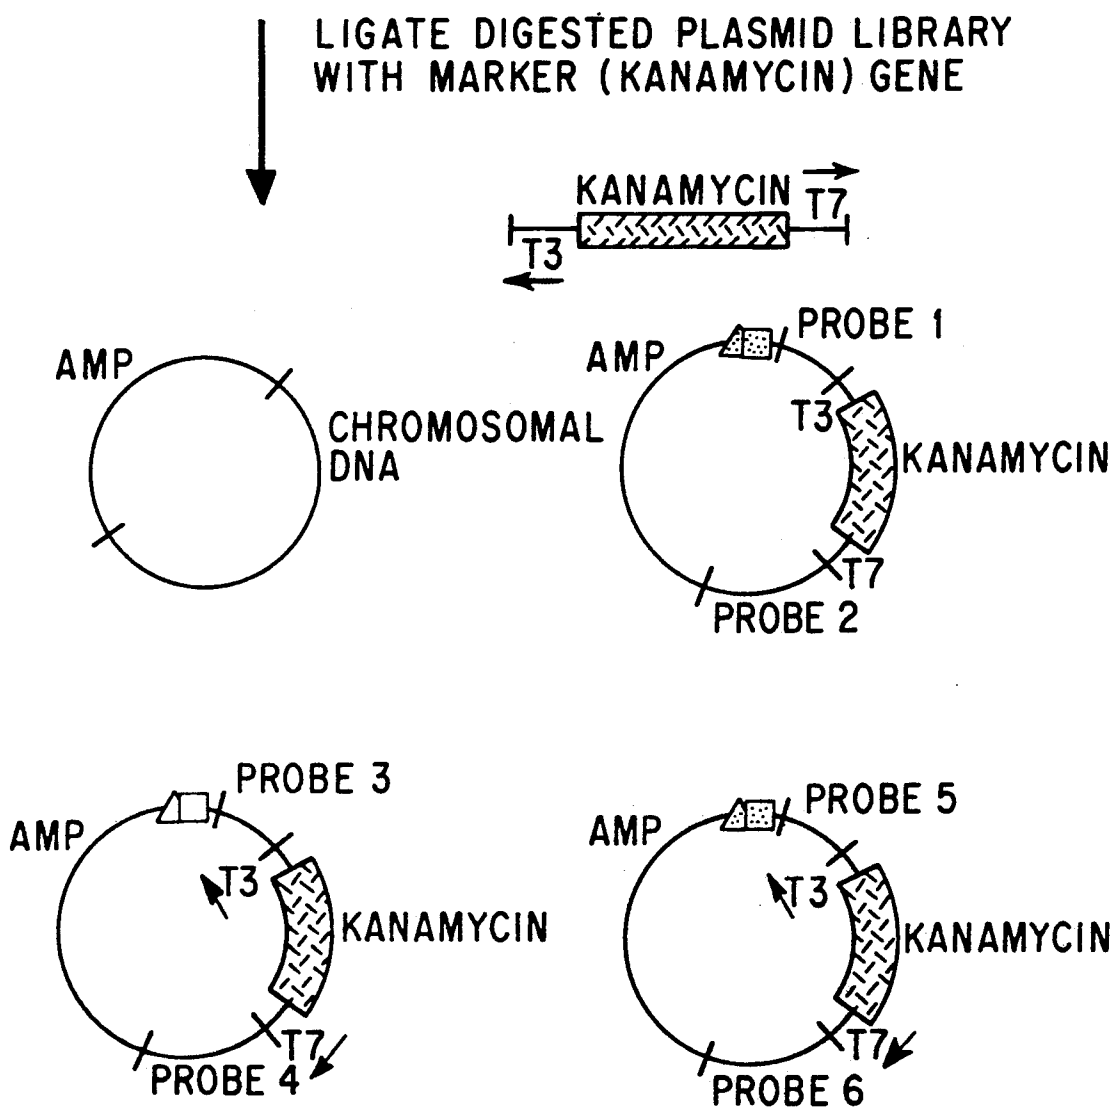 LIGATE DIGESTED PLASMID LIBRARY
WITH MARKER (KANAMYCIN) GENE
KANAMYCIN
T7
T3
AMP
CHROMOSOMAL
DNA
AMP
PROBE 1
T3
KANAMYCIN
T7
PROBE 2
AMP
PROBE 3
T3
KANAMYCIN
T7
PROBE 4
AMP
PROBE 5
T3
KANAMYCIN
T7
PROBE 6